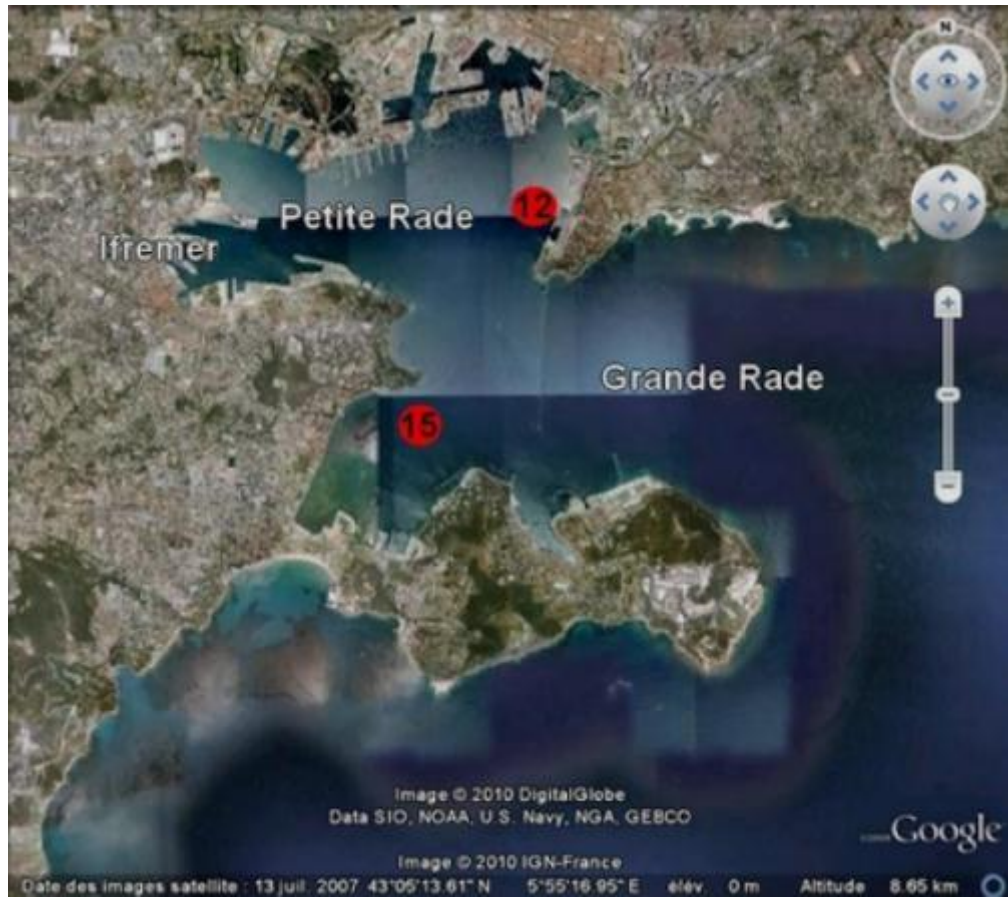 N
12
Petite Rade
Ifremer
Grande Rade
15
Image © 2010 DigitalGlobe
Data SIO, NOAA, U.S. Navy, NGA, GEBCO
Google
Image © 2010 IGN-France
Date des images satellite : 13 juil. 2007 43°05'13.61" N 5°55'16.95" E élév. 0 m Altitude 8.65 km